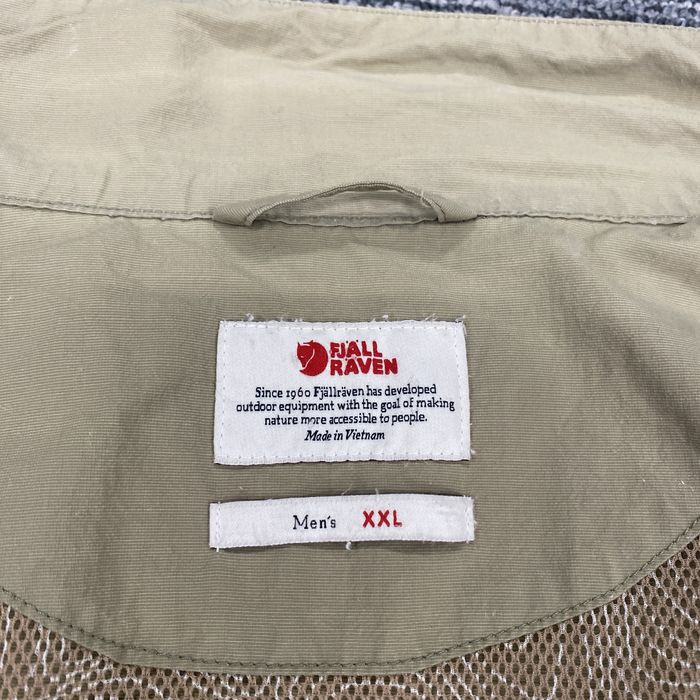 FJÄLL
RÄVEN
Since 1960 Fjällräven has developed
outdoor equipment with the goal of making
nature more accessible to people.
Made in Vietnam
Men's XXL